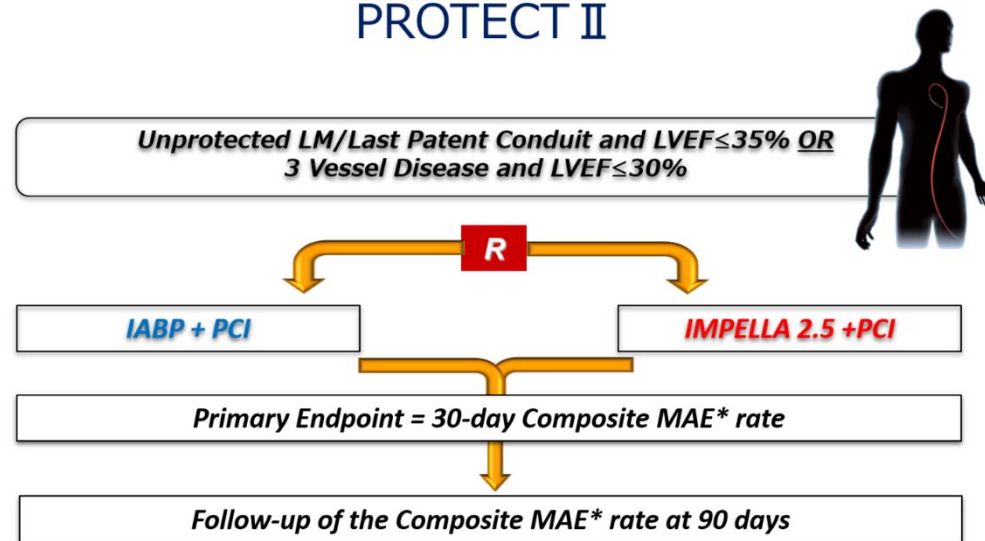 PROTECT Ⅱ
Unprotected LM/Last Patent Conduit and LVEF≤35% OR
3 Vessel Disease and LVEF≤30%
R
IABP + PCI
IMPELLA 2.5 +PCI
Primary Endpoint = 30-day Composite MAE* rate
Follow-up of the Composite MAE* rate at 90 days